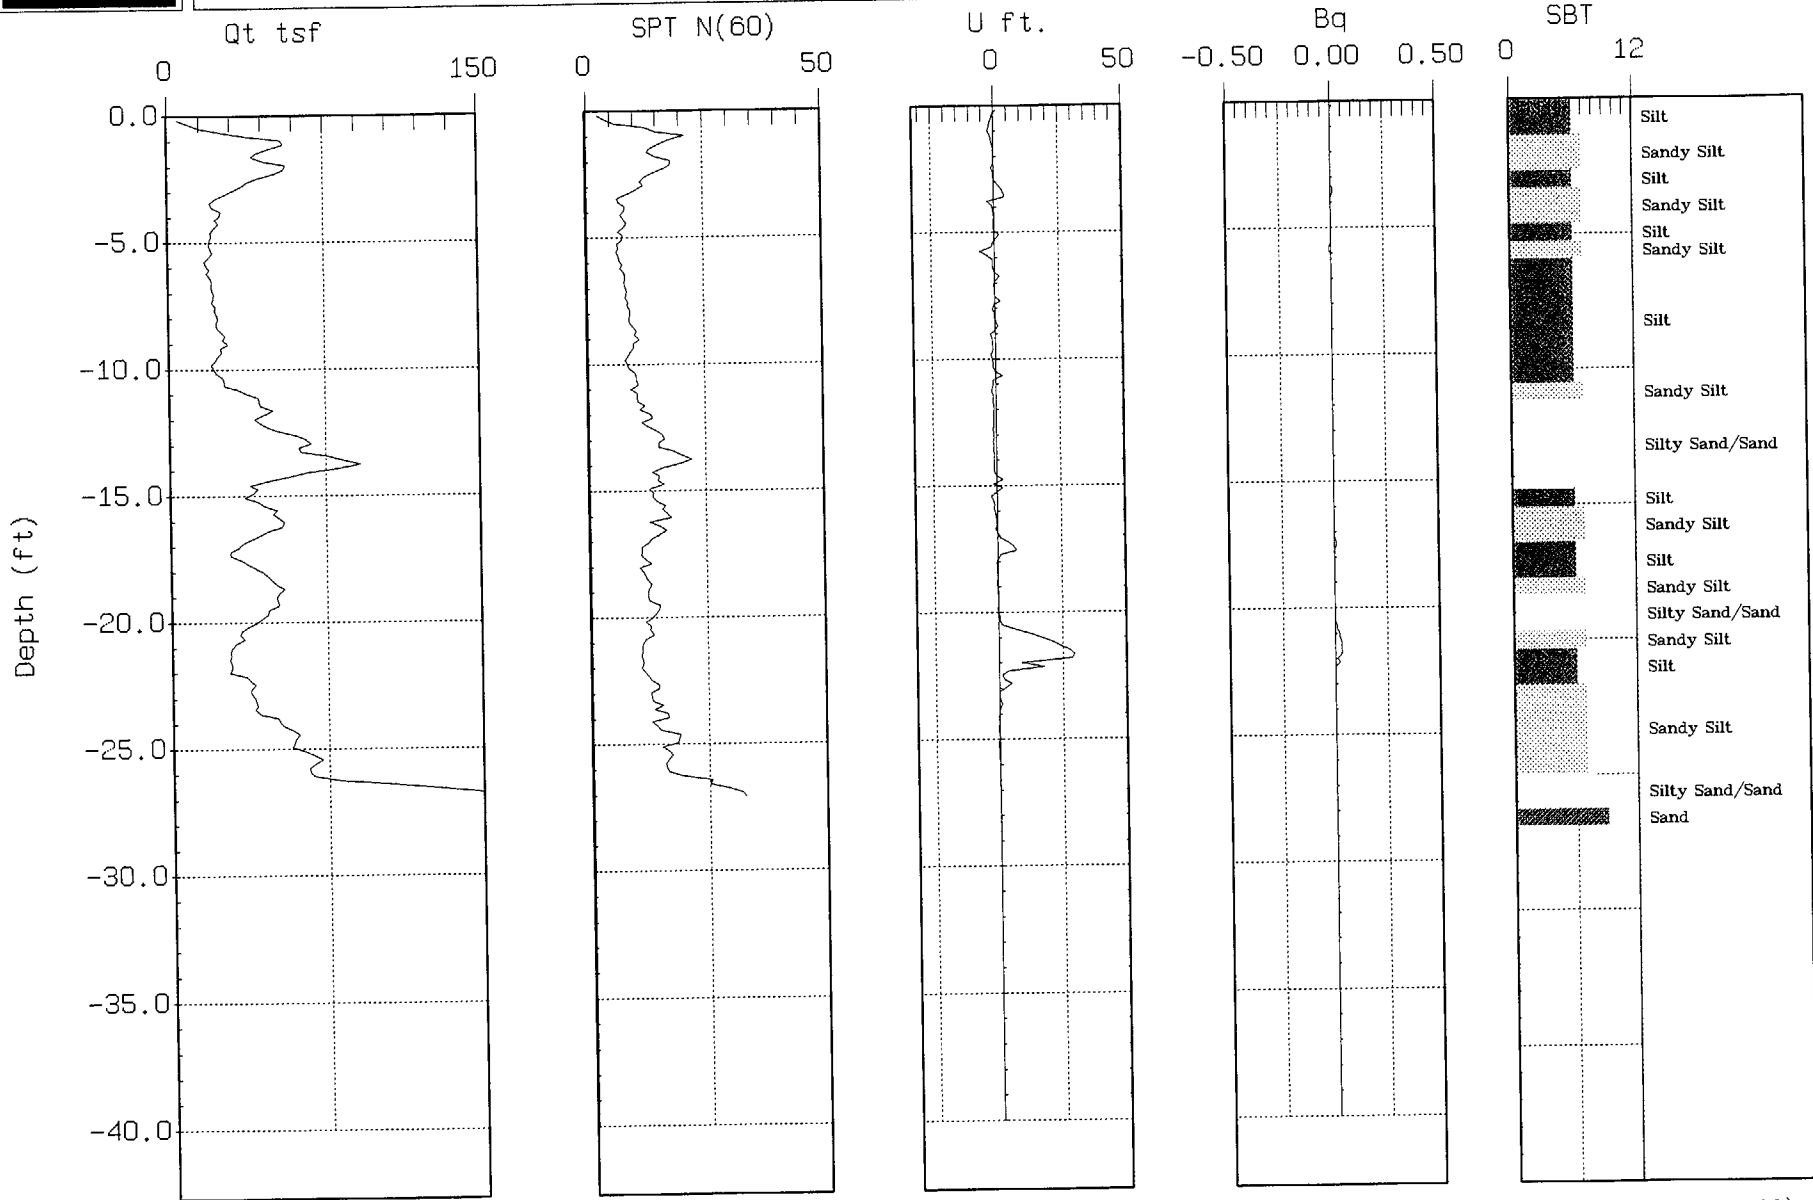 Qt tsf
SPT N(60)
U ft.
Bq
SBT
0 150
0 50
0 50
-0.50 0.00 0.50
0 12
Depth (ft)
0.0
-5.0
-10.0
-15.0
-20.0
-25.0
-30.0
-35.0
-40.0
Silt
Sandy Silt
Silt
Sandy Silt
Silt
Sandy Silt
Silt
Sandy Silt
Silty Sand/Sand
Silt
Sandy Silt
Silt
Sandy Silt
Silty Sand/Sand
Sandy Silt
Silt
Sandy Silt
Silty Sand/Sand
Sand